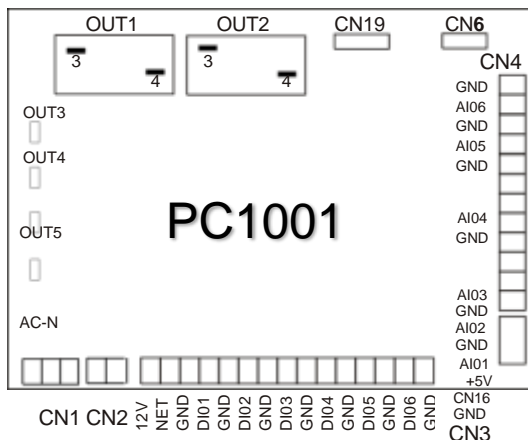 OUT1 OUT2 CN19 CN6
3 4 3 4
CN4
GND
AI06
GND
AI05
GND
AI04
GND
AI03
GND
AI02
GND
AI01
+5V
CN16
GND
CN3
OUT3
OUT4
OUT5
AC-N
PC1001
CN1 CN2
12V
NET
GND
DI01
GND
DI02
GND
DI03
GND
DI04
GND
DI05
GND
DI06
GND